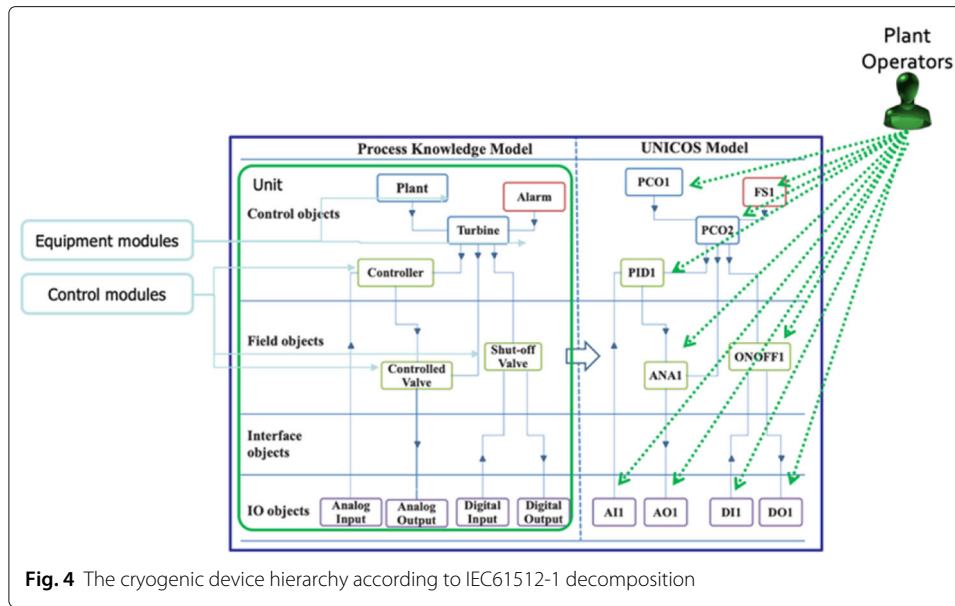 Plant
Operators
Process Knowledge Model
UNICOS Model
Unit
Control objects
Plant
Alarm
PCO1
FS1
Equipment modules
Turbine
PCO2
Control modules
Controller
PID1
Field objects
Controlled
Valve
Shut-off
Valve
ANA1
ONOFF1
Interface
objects
IO objects
Analog
Input
Analog
Output
Digital
Input
Digital
Output
AI1
AO1
DI1
DO1
Fig. 4 The cryogenic device hierarchy according to IEC61512-1 decomposition